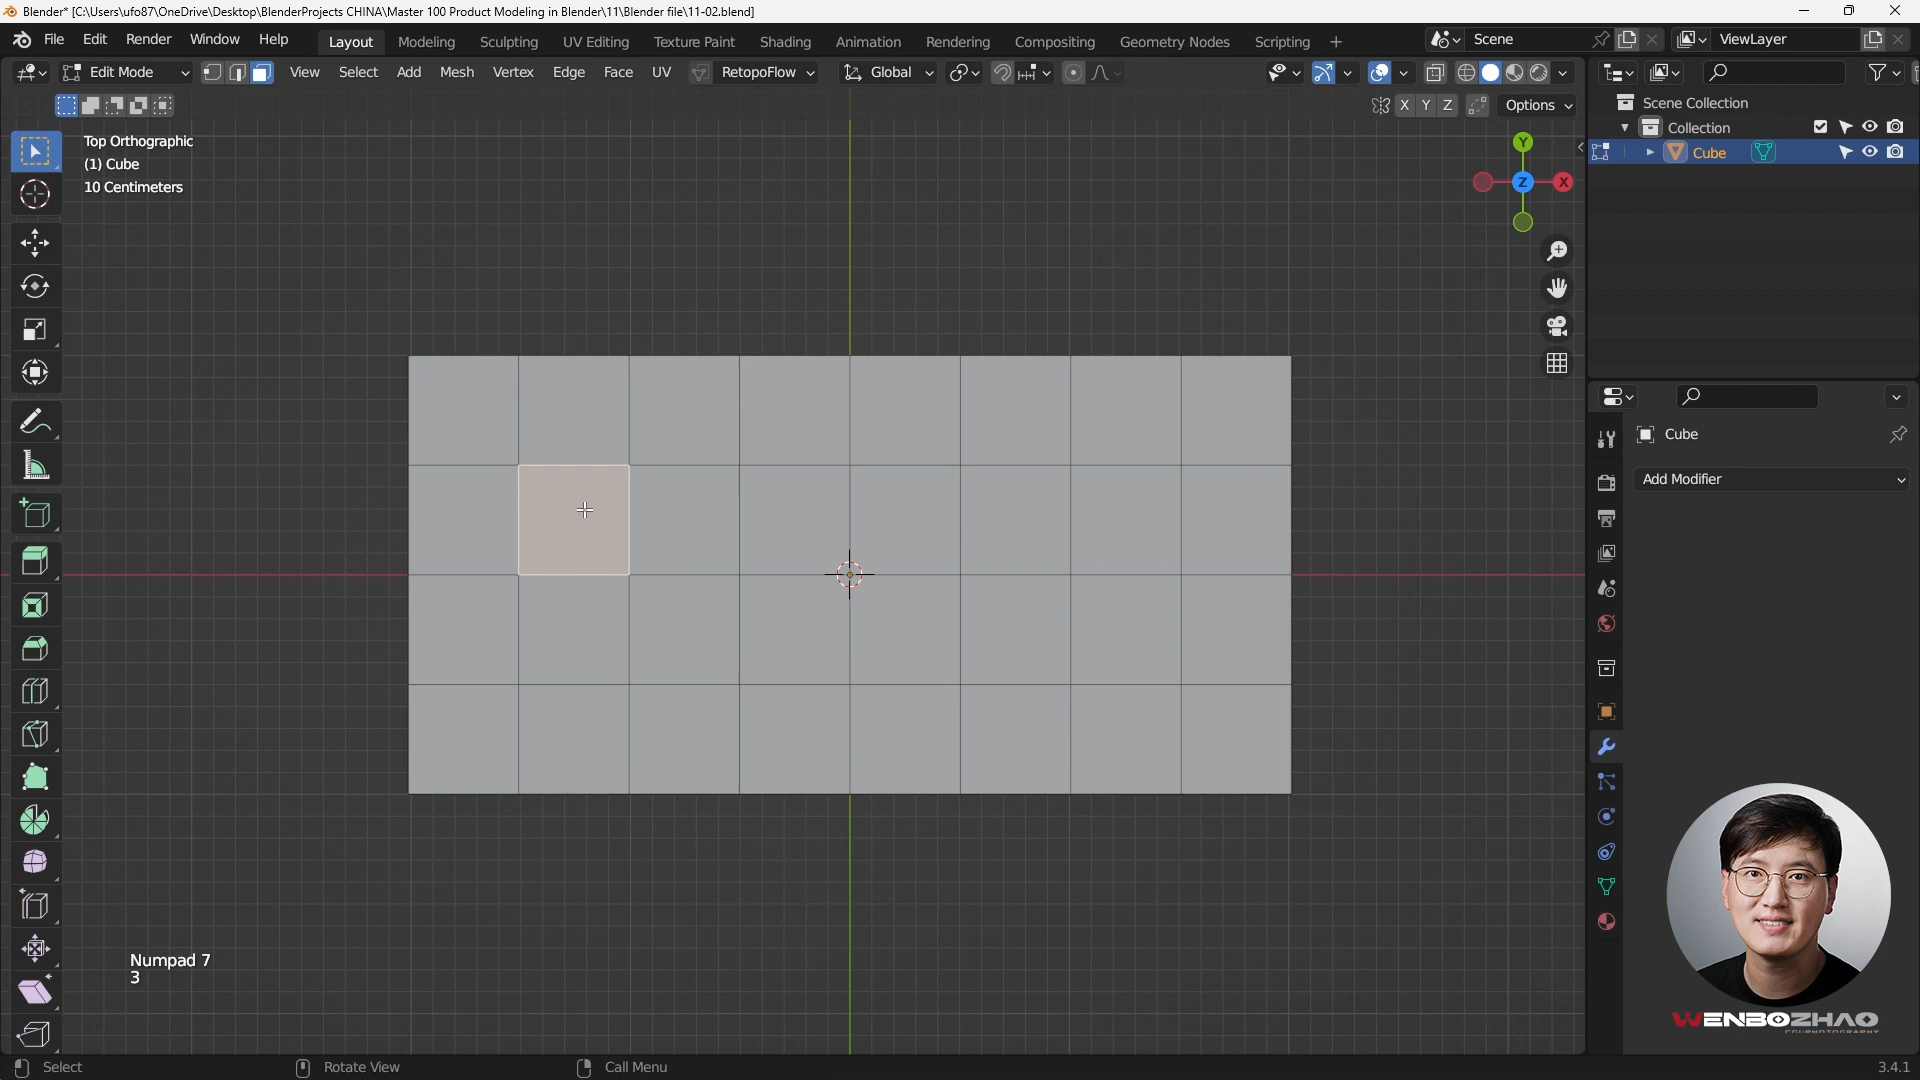 Blender* [C:\Users\ufo87\OneDrive\Desktop\BlenderProjects CHINA\Master 100 Product Modeling in Blender\11\Blender file\11-02.blend]
File Edit Render Window Help Layout Modeling Sculpting UV Editing Texture Paint Shading Animation Rendering Compositing Geometry Nodes Scripting + Scene ViewLayer
Edit Mode View Select Add Mesh Vertex Edge Face UV RetopoFlow Global
X Y Z Options
Scene Collection
Collection
Cube
Top Orthographic
(1) Cube
10 Centimeters
Y
Z X
Cube
Add Modifier
Numpad 7
3
WENBOZHAO
Select Rotate View Call Menu 3.4.1